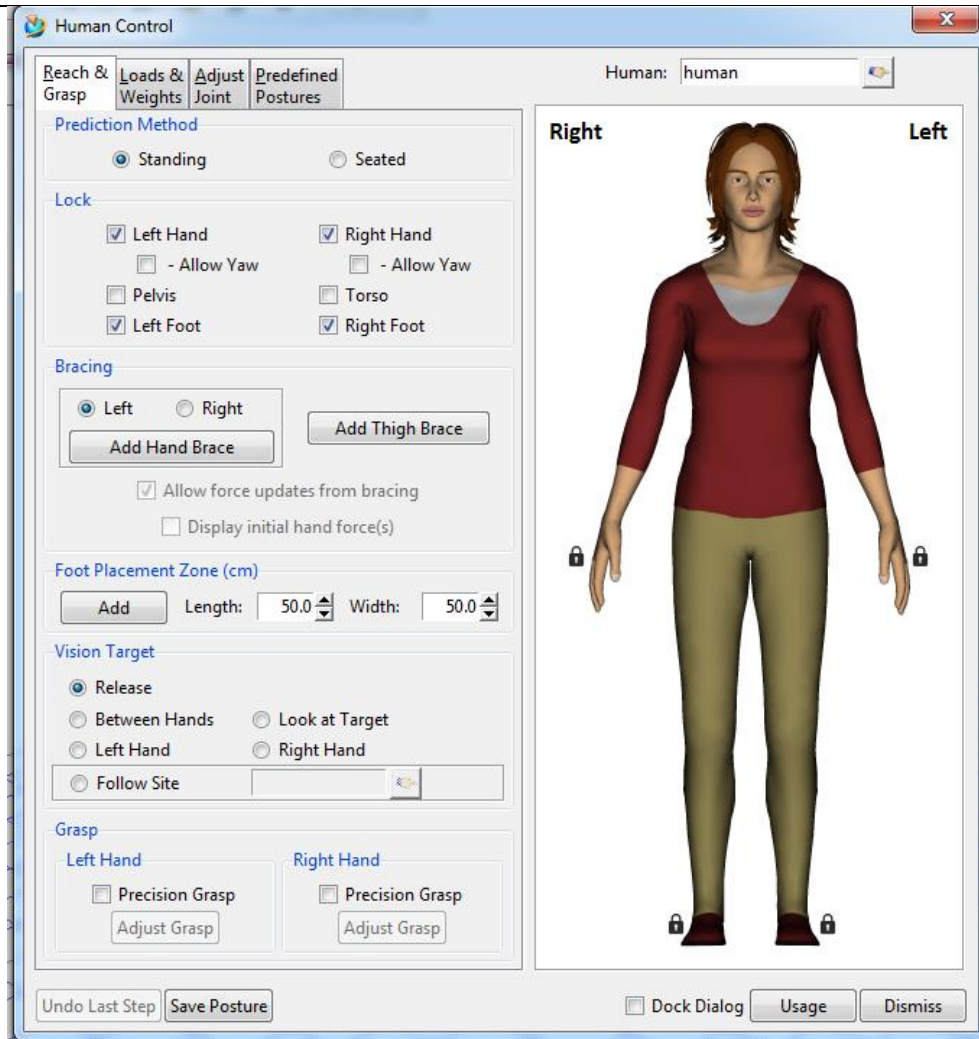 Human Control
Reach & Grasp
Loads & Weights
Adjust Joint
Predefined Postures
Human: human
Prediction Method
Standing Seated
Lock
Left Hand Right Hand
- Allow Yaw - Allow Yaw
Pelvis Torso
Left Foot Right Foot
Bracing
Left Right
Add Hand Brace
Add Thigh Brace
Allow force updates from bracing
Display initial hand force(s)
Foot Placement Zone (cm)
Add Length: 50.0 Width: 50.0
Vision Target
Release
Between Hands Look at Target
Left Hand Right Hand
Follow Site
Grasp
Left Hand Right Hand
Precision Grasp Precision Grasp
Adjust Grasp Adjust Grasp
Right Left
Undo Last Step Save Posture Dock Dialog Usage Dismiss